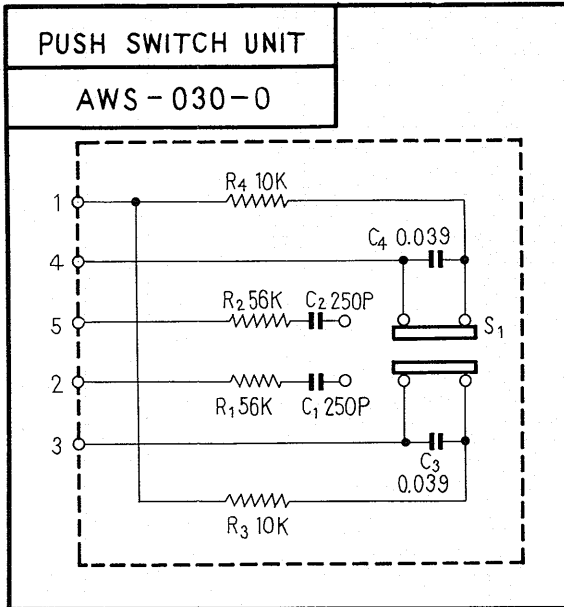 PUSH SWITCH UNIT
AWS-030-0
R4 10K
1
C4 0.039
4
R2 56K C2 250P
5
S1
2
R1 56K C1 250P
3
C3
0.039
R3 10K